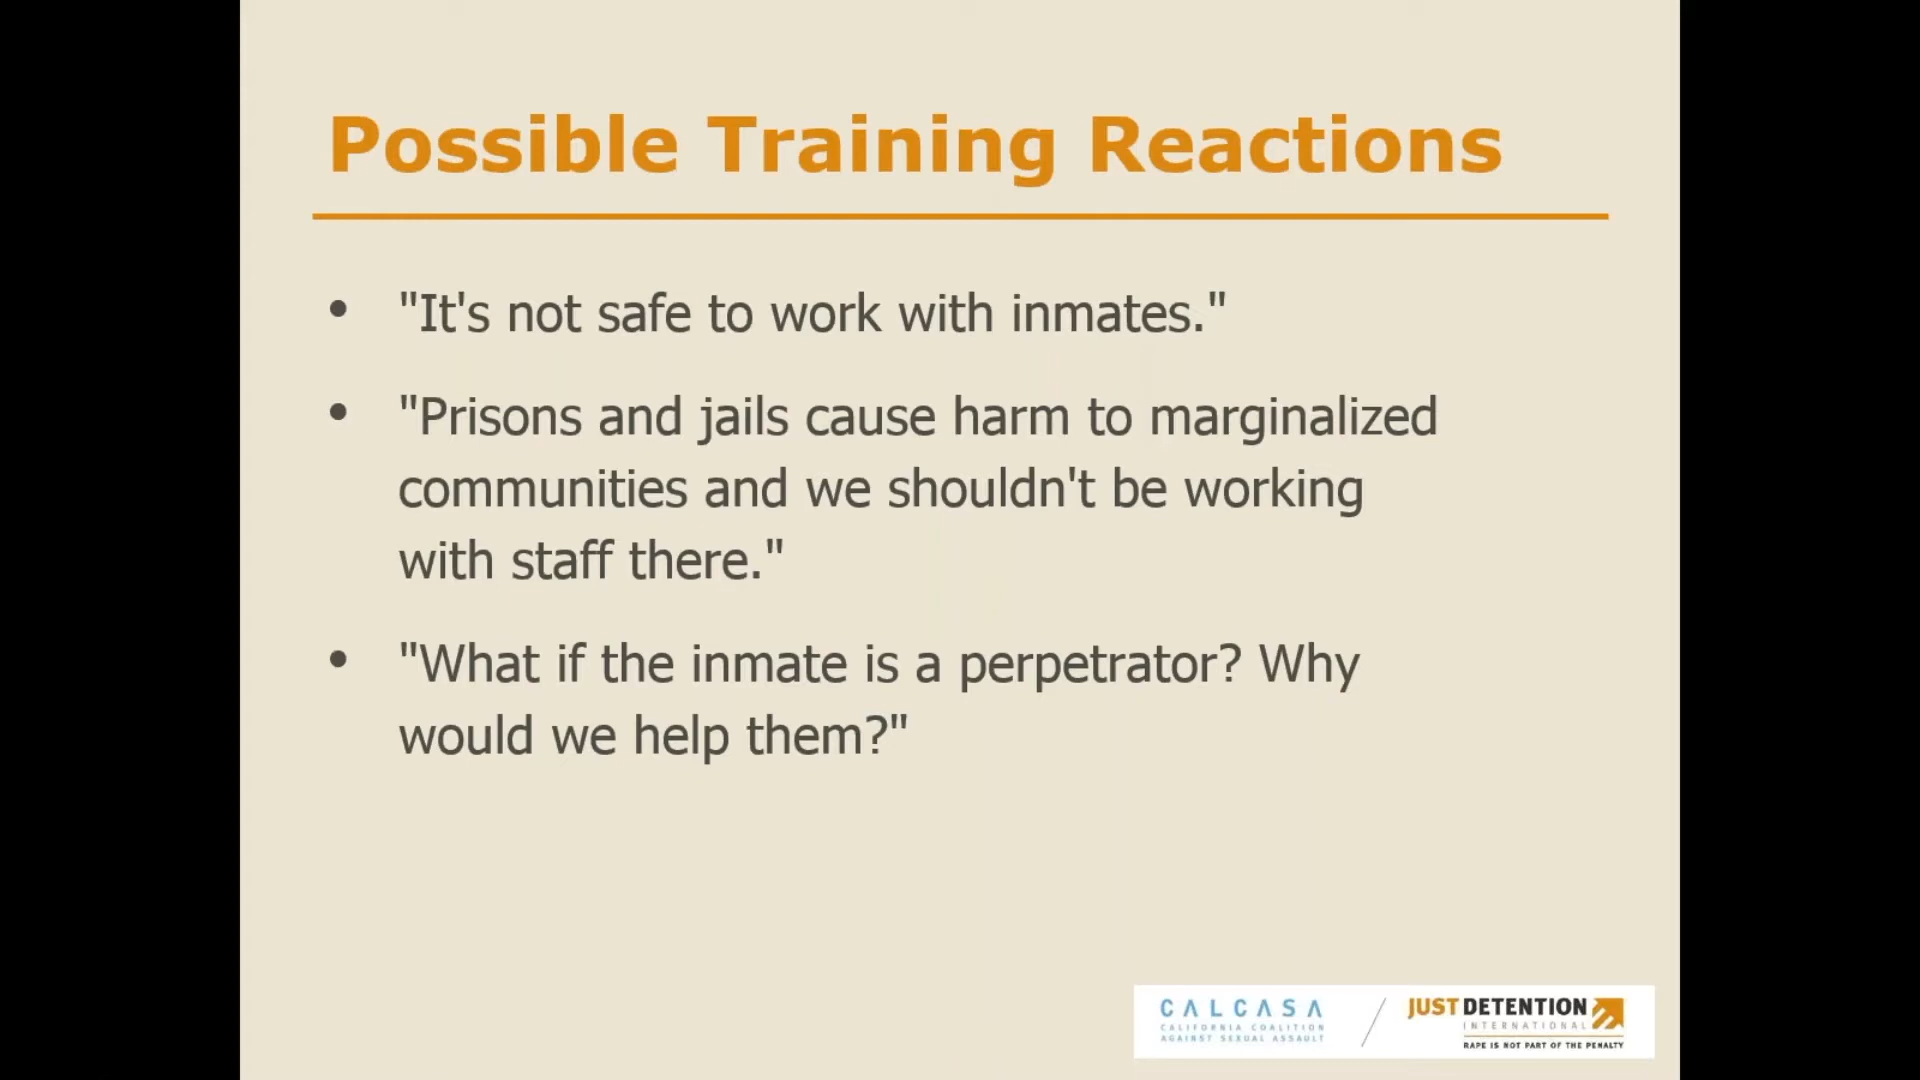 Possible Training Reactions
• "It's not safe to work with inmates."
• "Prisons and jails cause harm to marginalized
communities and we shouldn't be working
with staff there."
• "What if the inmate is a perpetrator? Why
would we help them?"
CALCASA
CALIFORNIA COALITION
AGAINST SEXUAL ASSAULT
JUST DETENTION
INTERNATIONAL
RAPE IS NOT PART OF THE PENALTY